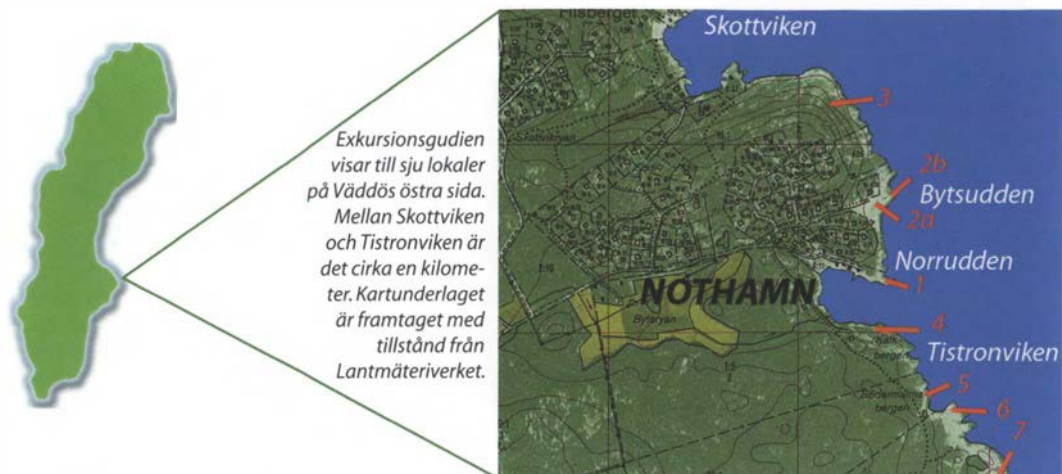 Exkursionsgudien
visar till sju lokaler
på Väddös östra sida.
Mellan Skottviken
och Tistronviken är
det cirka en kilome-
ter. Kartunderlaget
är framtaget med
tillstånd från
Lantmäteriverket.
Skottviken
3
2b
Bytsudden
2a
Norrudden
1
NOTHAMN
4
Tistronviken
5
6
7